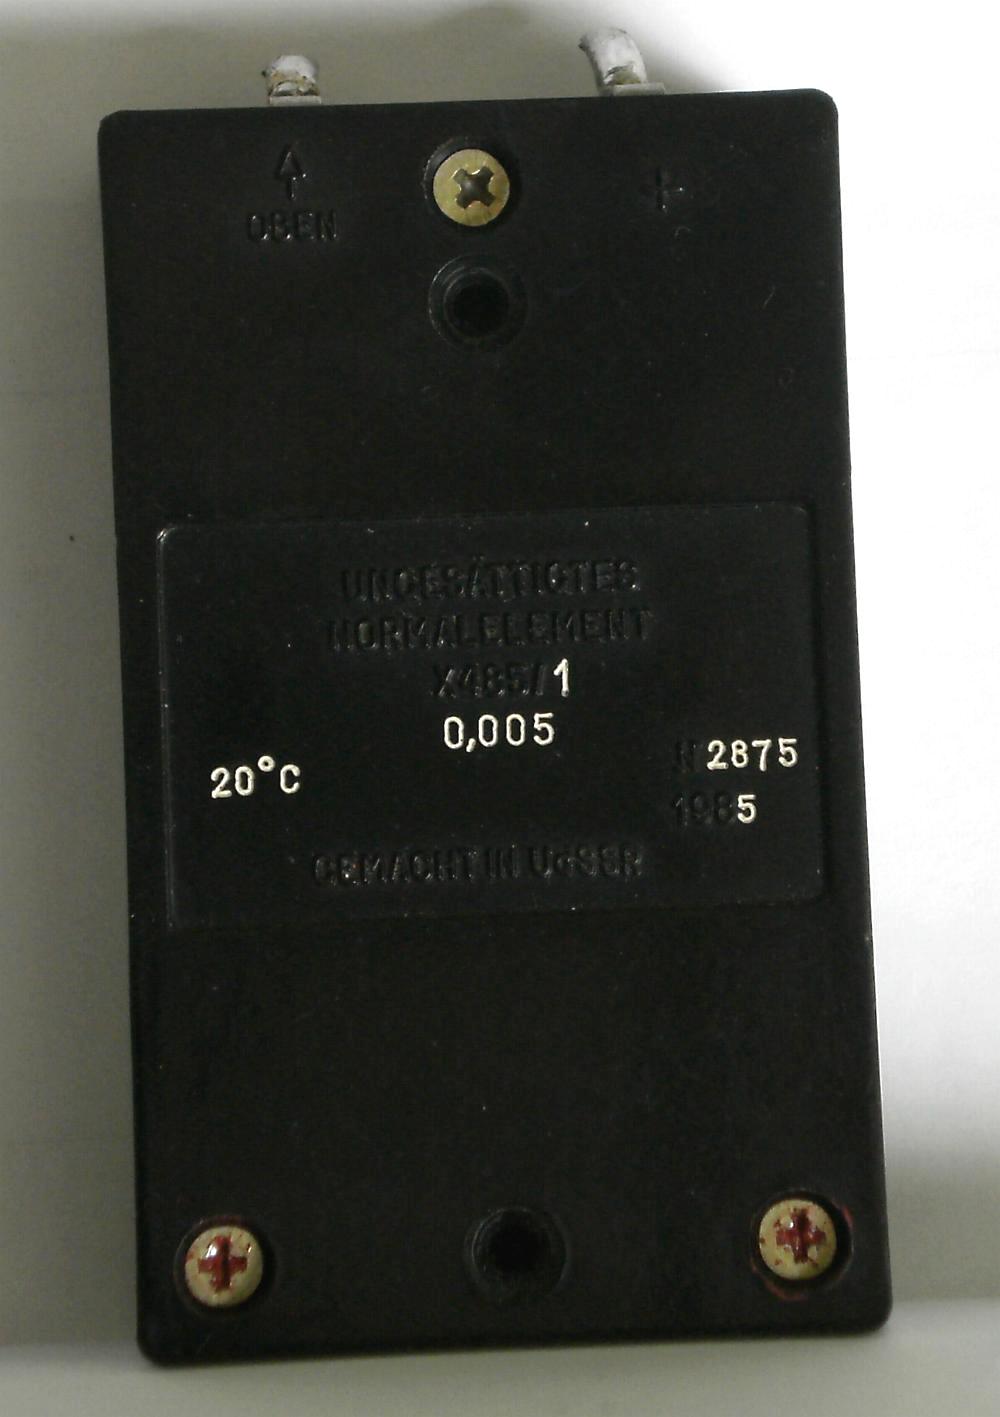 OBEN
+
UNGESÄTTIGTES
NORMALELEMENT
X485/1
0,005
20°C
N 2875
1985
GEMACHT IN UdSSR